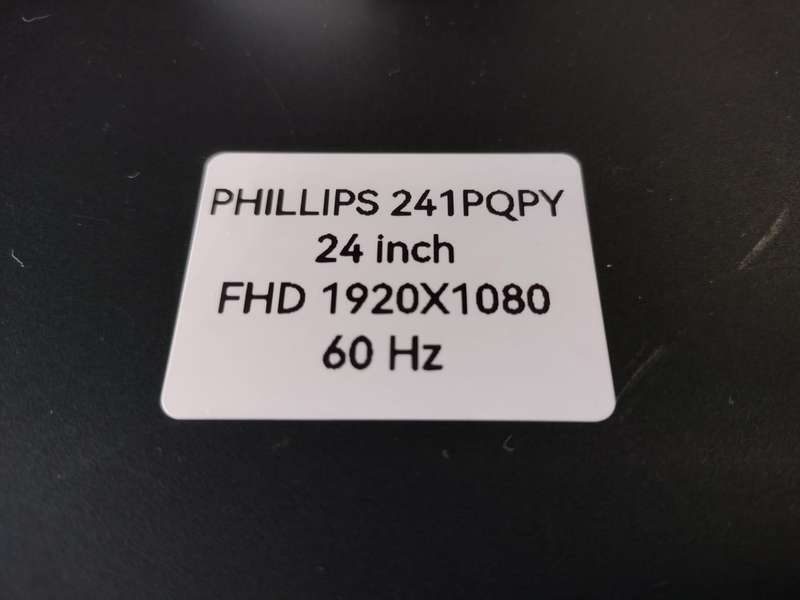 PHILLIPS 241PQPY
24 inch
FHD 1920X1080
60 Hz